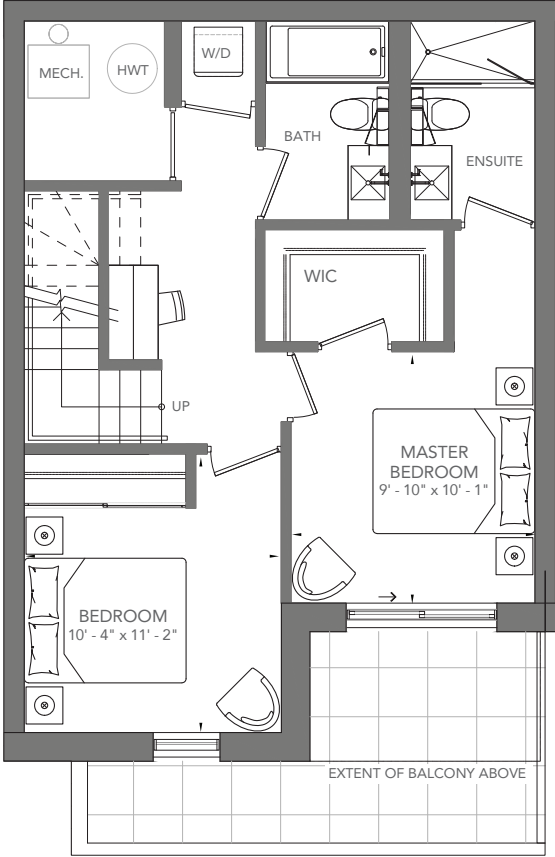 W/D
MECH.
HWT
BATH
ENSUITE
WIC
UP
MASTER
BEDROOM
9' - 10" x 10' - 1"
BEDROOM
10' - 4" x 11' - 2"
EXTENT OF BALCONY ABOVE